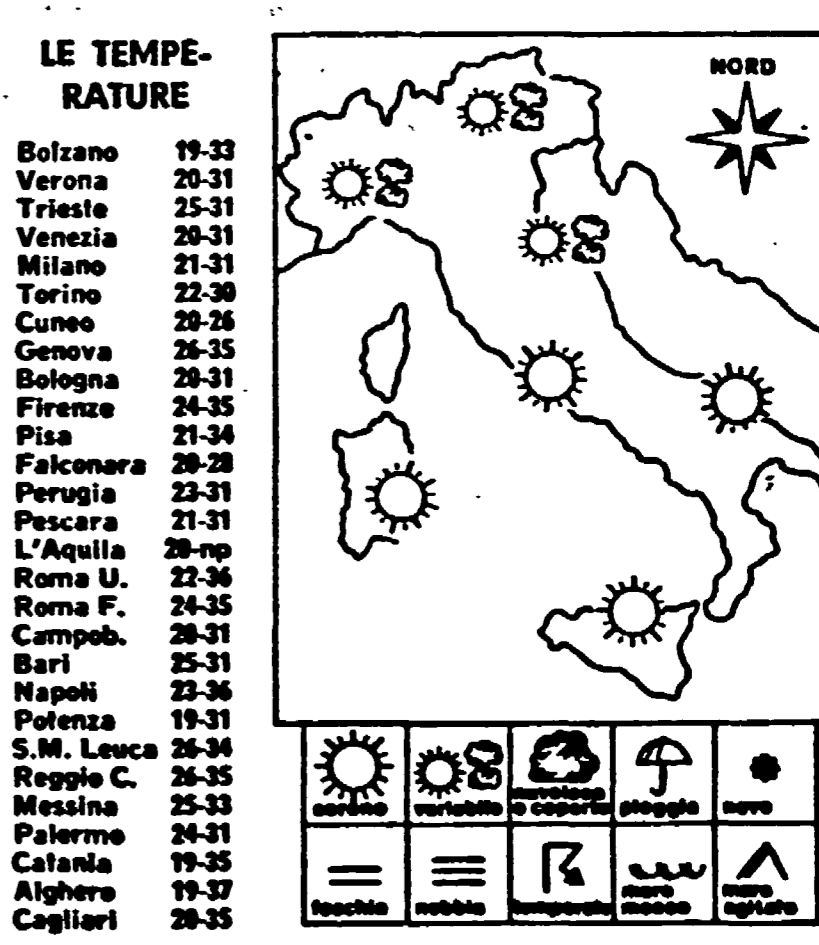 LE TEMPE-
RATURE
Bolzano 19-33
Verona 20-31
Trieste 25-31
Venezia 20-31
Milano 21-31
Torino 22-30
Cuneo 20-26
Genova 26-35
Bologna 20-31
Firenze 24-35
Pisa 21-34
Falconara 20-28
Perugia 23-31
Pescara 21-31
L'Aquila 20-np
Roma U. 22-36
Roma F. 24-35
Campob. 20-31
Bari 25-31
Napoli 23-36
Potenza 19-31
S.M. Leuca 26-34
Reggio C. 26-35
Messina 25-33
Palermo 24-31
Catania 19-35
Alghero 19-37
Cagliari 20-35
NORD
sereno
variabile
nuvoloso
o coperto
pioggia
neve
foschia
nebbia
temporale
mare
mosso
mare
agitato